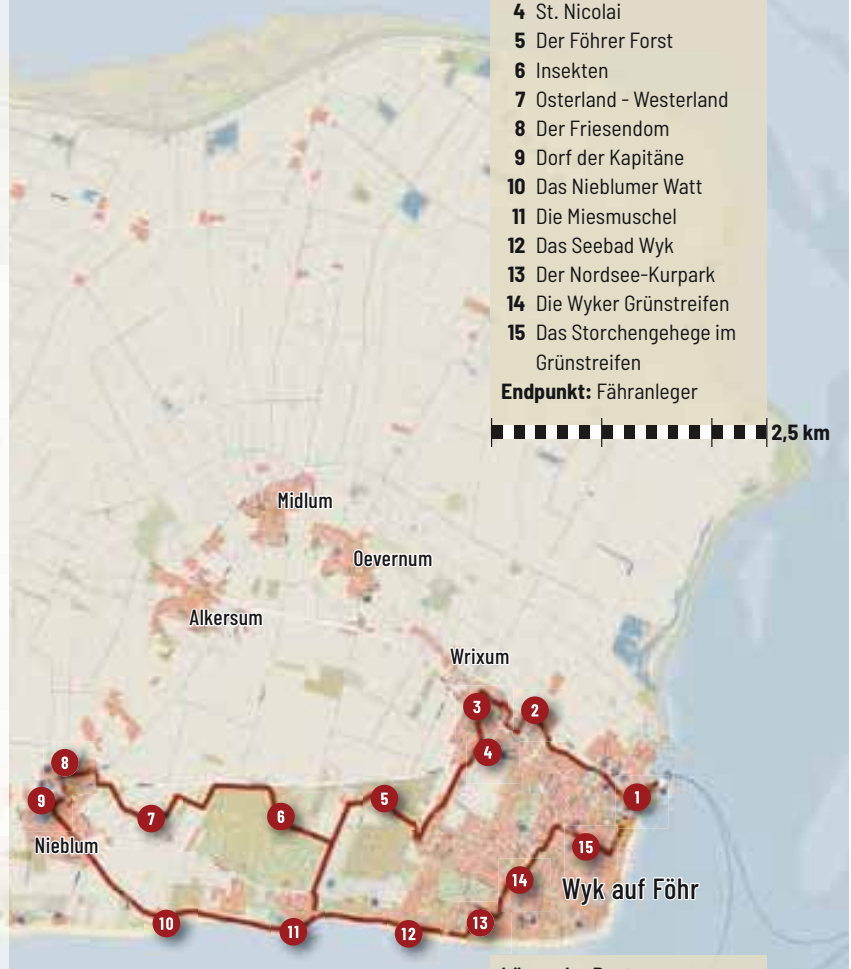 4 St. Nicolai
5 Der Föhrer Forst
6 Insekten
7 Osterland - Westerland
8 Der Friesendom
9 Dorf der Kapitäne
10 Das Nieblumer Watt
11 Die Miesmuschel
12 Das Seebad Wyk
13 Der Nordsee-Kurpark
14 Die Wyker Grünstreifen
15 Das Storchengehege im
Grünstreifen
Endpunkt: Fähranleger
2,5 km
Midlum
Oevernum
Alkersum
Wrixum
3
2
4
8
1
5
9
6
7
Nieblum
15
14
Wyk auf Föhr
10
11
12
13